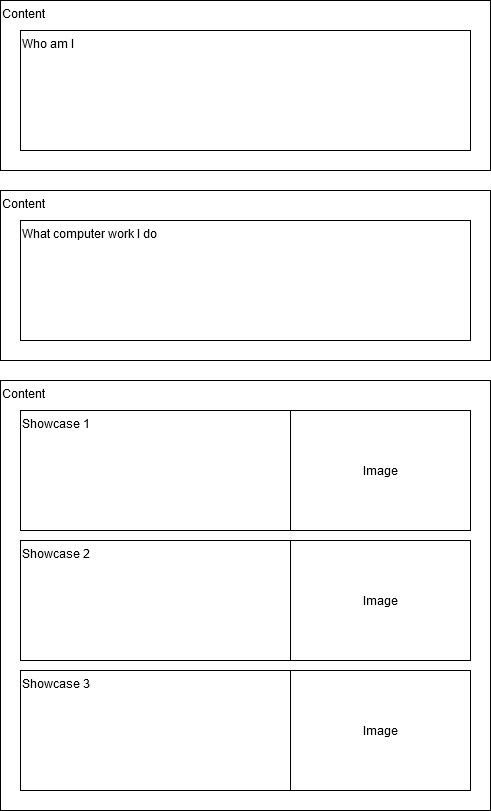 Content
Who am I
Content
What computer work I do
Content
Showcase 1
Image
Showcase 2
Image
Showcase 3
Image